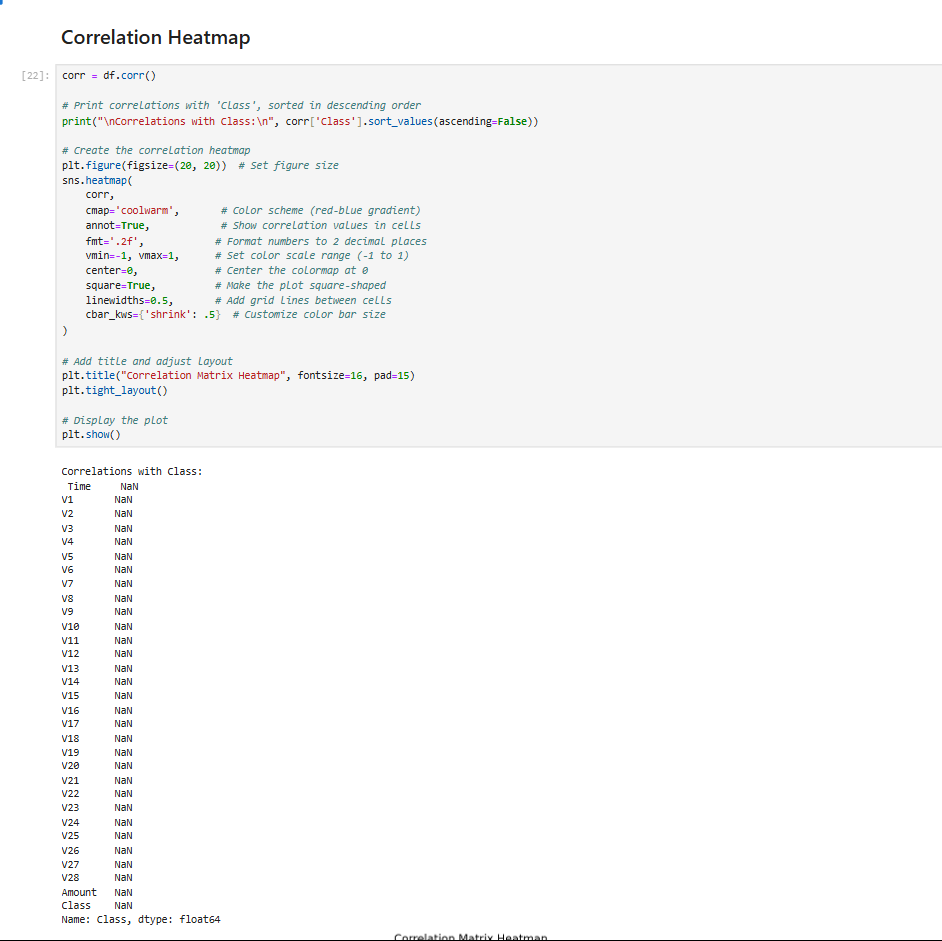 Correlation Heatmap
[22]: corr = df.corr()
# Print correlations with 'Class', sorted in descending order
print("\nCorrelations with Class:\n", corr['Class'].sort_values(ascending=False))
# Create the correlation heatmap
plt.figure(figsize=(20, 20))  # Set figure size
sns.heatmap(
    corr,
    cmap='coolwarm',       # Color scheme (red-blue gradient)
    annot=True,            # Show correlation values in cells
    fmt='.2f',            # Format numbers to 2 decimal places
    vmin=-1, vmax=1,      # Set color scale range (-1 to 1)
    center=0,             # Center the colormap at 0
    square=True,          # Make the plot square-shaped
    linewidths=0.5,       # Add grid lines between cells
    cbar_kws={'shrink': .5}  # Customize color bar size
)
# Add title and adjust layout
plt.title("Correlation Matrix Heatmap", fontsize=16, pad=15)
plt.tight_layout()
# Display the plot
plt.show()
Correlations with Class:
 Time     NaN
V1       NaN
V2       NaN
V3       NaN
V4       NaN
V5       NaN
V6       NaN
V7       NaN
V8       NaN
V9       NaN
V10      NaN
V11      NaN
V12      NaN
V13      NaN
V14      NaN
V15      NaN
V16      NaN
V17      NaN
V18      NaN
V19      NaN
V20      NaN
V21      NaN
V22      NaN
V23      NaN
V24      NaN
V25      NaN
V26      NaN
V27      NaN
V28      NaN
Amount   NaN
Class    NaN
Name: Class, dtype: float64
Correlation Matrix Heatmap